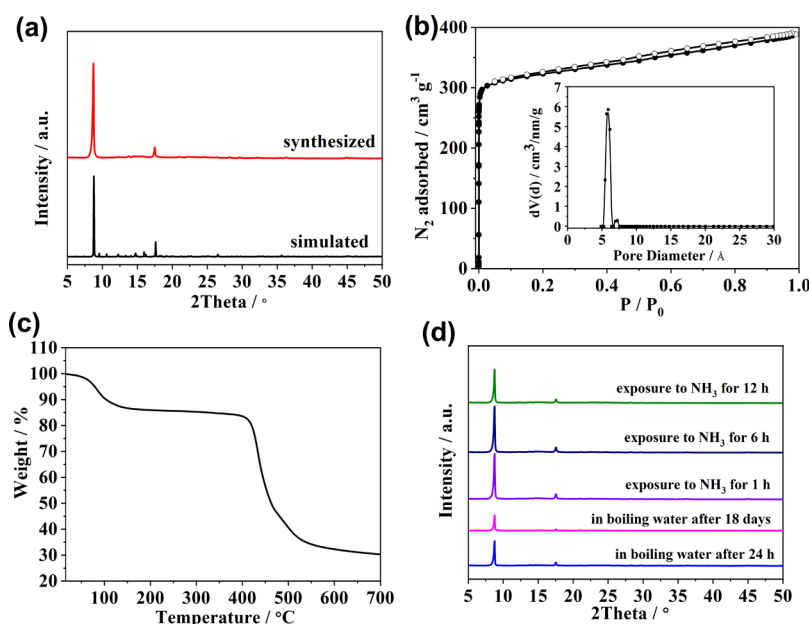 (a)
Intensity / a.u.
synthesized
simulated
5 10 15 20 25 30 35 40 45 50
2Theta / °
(b)
N2 adsorbed / cm3 g-1
400
300
200
100
0
0.0 0.2 0.4 0.6 0.8 1.0
P / P0
dV(d) / cm3/nm/g
7
6
5
4
3
2
1
0
0 5 10 15 20 25 30
Pore Diameter / Å
(c)
Weight / %
110
100
90
80
70
60
50
40
30
20
100 200 300 400 500 600 700
Temperature / °C
(d)
Intensity / a.u.
exposure to NH3 for 12 h
exposure to NH3 for 6 h
exposure to NH3 for 1 h
in boiling water after 18 days
in boiling water after 24 h
5 10 15 20 25 30 35 40 45 50
2Theta / °